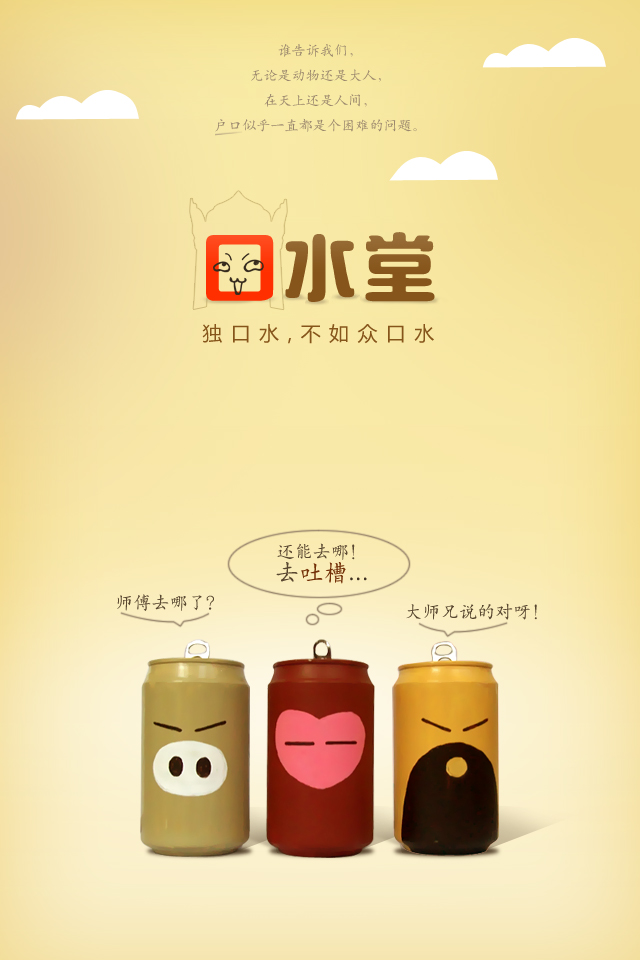 谁告诉我们,
无论是动物还是大人,
在天上还是人间,
户口似乎一直都是个困难的问题。
口水堂
独口水,不如众口水
还能去哪!
去吐槽...
师傅去哪了?
大师兄说的对呀!